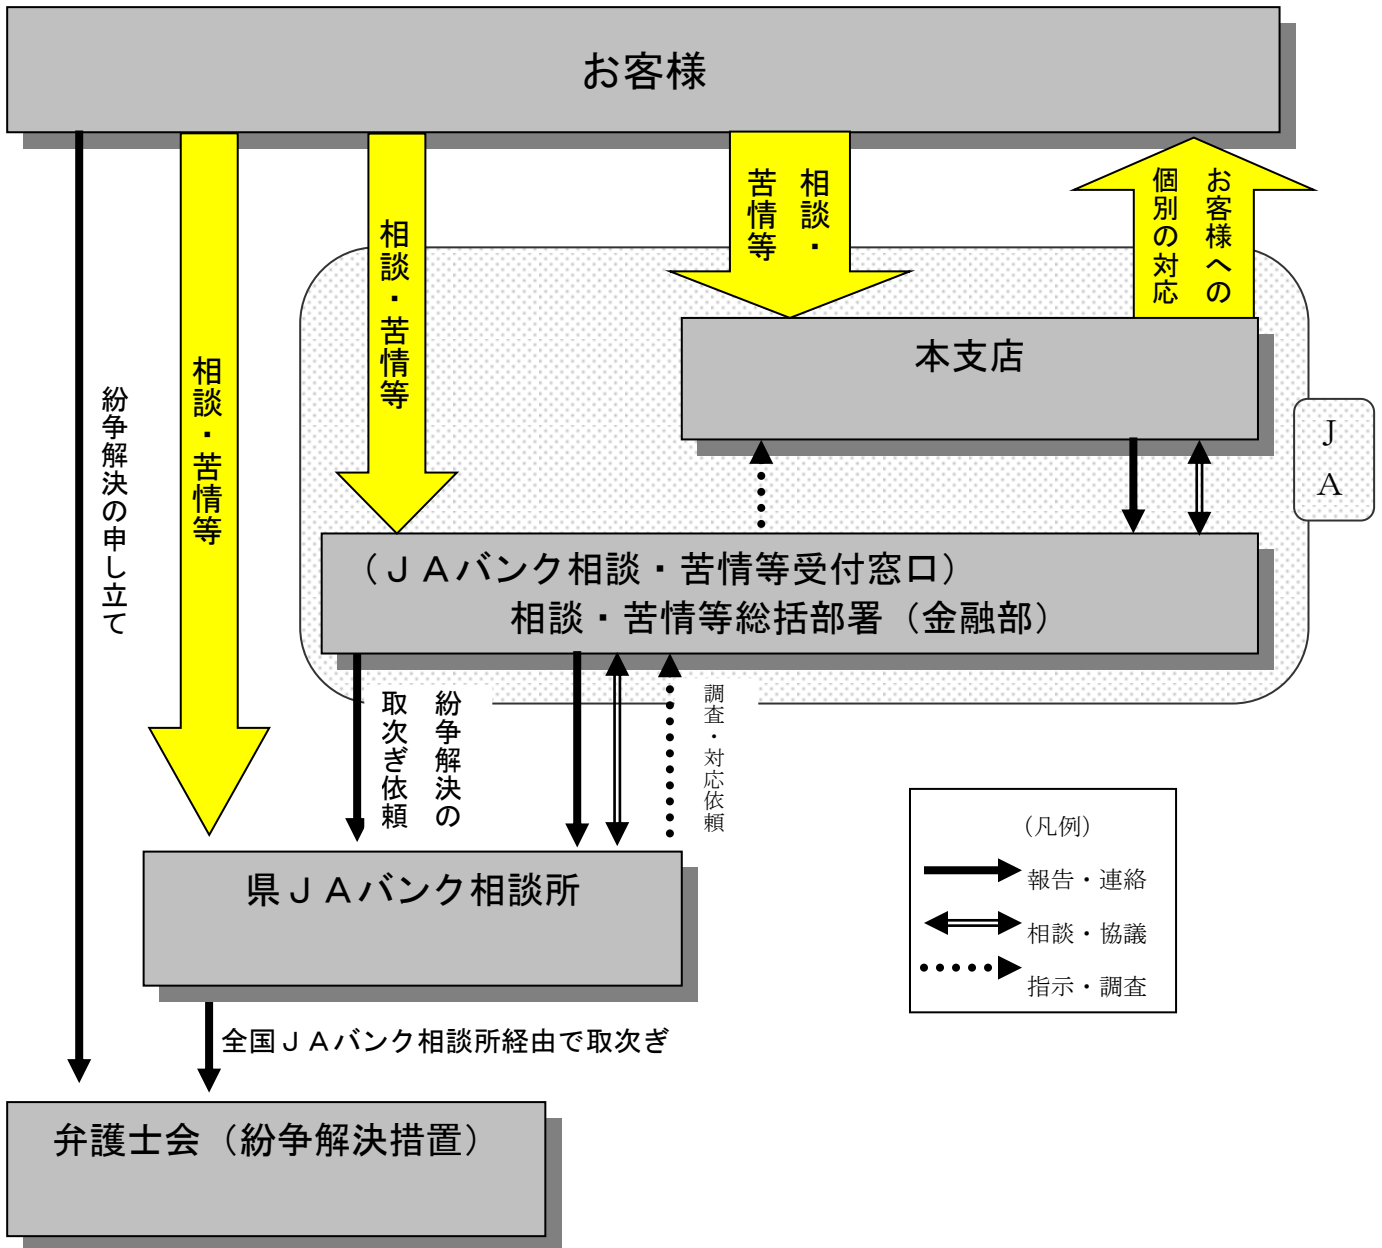 お客様
紛争解決の申し立て
相談・苦情等
相談・苦情等
相談・
苦情等
お客様への
個別の対応
本支店
ＪＡ
（ＪＡバンク相談・苦情等受付窓口）
相談・苦情等総括部署（金融部）
紛争解決の
取次ぎ依頼
調査・対応依頼
県ＪＡバンク相談所
（凡例）
報告・連絡
相談・協議
指示・調査
全国ＪＡバンク相談所経由で取次ぎ
弁護士会（紛争解決措置）